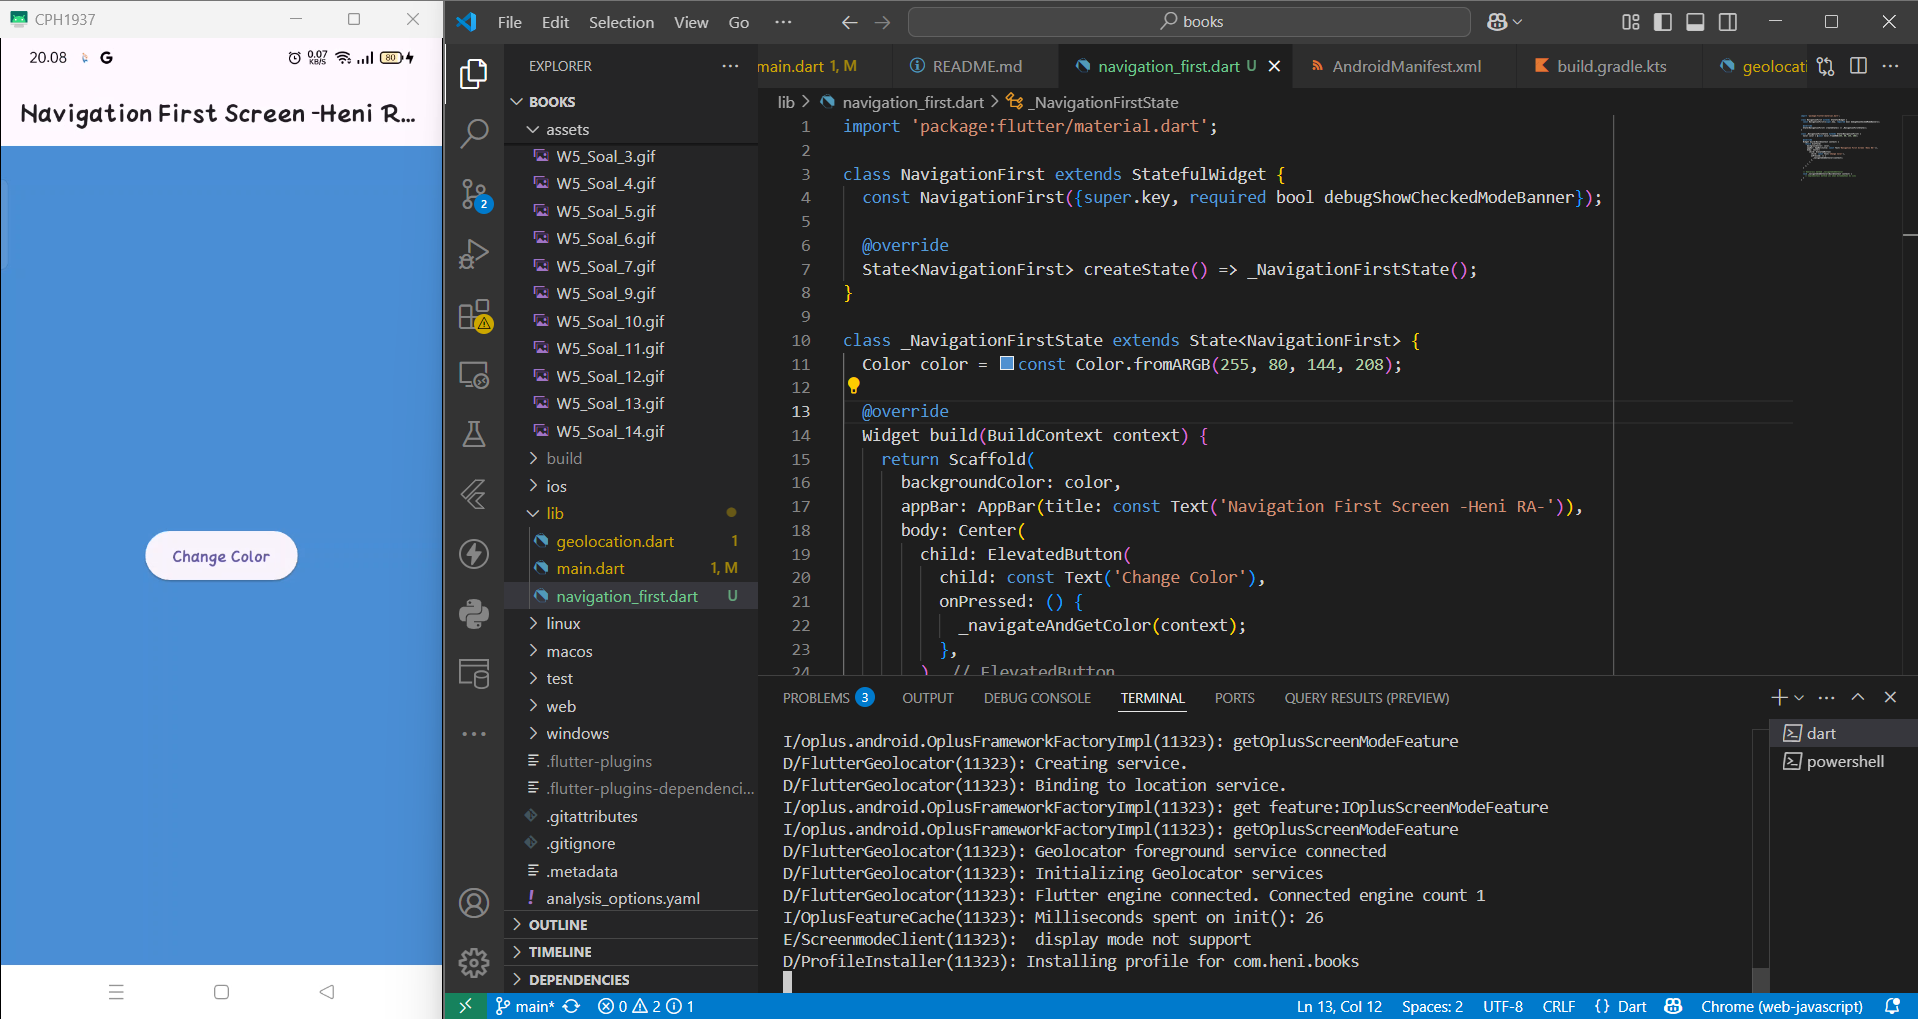 CPH1937
20.08
0.07
KB/S
80
Navigation First Screen -Heni R...
Change Color
File Edit Selection View Go ···
books
EXPLORER
BOOKS
assets
W5_Soal_3.gif
W5_Soal_4.gif
W5_Soal_5.gif
W5_Soal_6.gif
W5_Soal_7.gif
W5_Soal_9.gif
W5_Soal_10.gif
W5_Soal_11.gif
W5_Soal_12.gif
W5_Soal_13.gif
W5_Soal_14.gif
build
ios
lib
geolocation.dart 1
main.dart 1, M
navigation_first.dart U
linux
macos
test
web
windows
.flutter-plugins
.flutter-plugins-dependenci...
.gitattributes
.gitignore
.metadata
! analysis_options.yaml
OUTLINE
TIMELINE
DEPENDENCIES
2
main.dart 1, M
README.md
navigation_first.dart U
AndroidManifest.xml
build.gradle.kts
geolocati
lib > navigation_first.dart > _NavigationFirstState
1 import 'package:flutter/material.dart';
2
3 class NavigationFirst extends StatefulWidget {
4 const NavigationFirst({super.key, required bool debugShowCheckedModeBanner});
5
6 @override
7 State<NavigationFirst> createState() => _NavigationFirstState();
8 }
9
10 class _NavigationFirstState extends State<NavigationFirst> {
11 Color color = const Color.fromARGB(255, 80, 144, 208);
12
13 @override
14 Widget build(BuildContext context) {
15 return Scaffold(
16 backgroundColor: color,
17 appBar: AppBar(title: const Text('Navigation First Screen -Heni RA-')),
18 body: Center(
19 child: ElevatedButton(
20 child: const Text('Change Color'),
21 onPressed: () {
22 _navigateAndGetColor(context);
23 },
24 ) // ElevatedButton
PROBLEMS 3 OUTPUT DEBUG CONSOLE TERMINAL PORTS QUERY RESULTS (PREVIEW)
I/oplus.android.OplusFrameworkFactoryImpl(11323): getOplusScreenModeFeature
D/FlutterGeolocator(11323): Creating service.
D/FlutterGeolocator(11323): Binding to location service.
I/oplus.android.OplusFrameworkFactoryImpl(11323): get feature:IOplusScreenModeFeature
I/oplus.android.OplusFrameworkFactoryImpl(11323): getOplusScreenModeFeature
D/FlutterGeolocator(11323): Geolocator foreground service connected
D/FlutterGeolocator(11323): Initializing Geolocator services
D/FlutterGeolocator(11323): Flutter engine connected. Connected engine count 1
I/OplusFeatureCache(11323): Milliseconds spent on init(): 26
E/ScreenmodeClient(11323):  display mode not support
D/ProfileInstaller(11323): Installing profile for com.heni.books
dart
powershell
main* 0 2 1
Ln 13, Col 12 Spaces: 2 UTF-8 CRLF {} Dart Chrome (web-javascript)